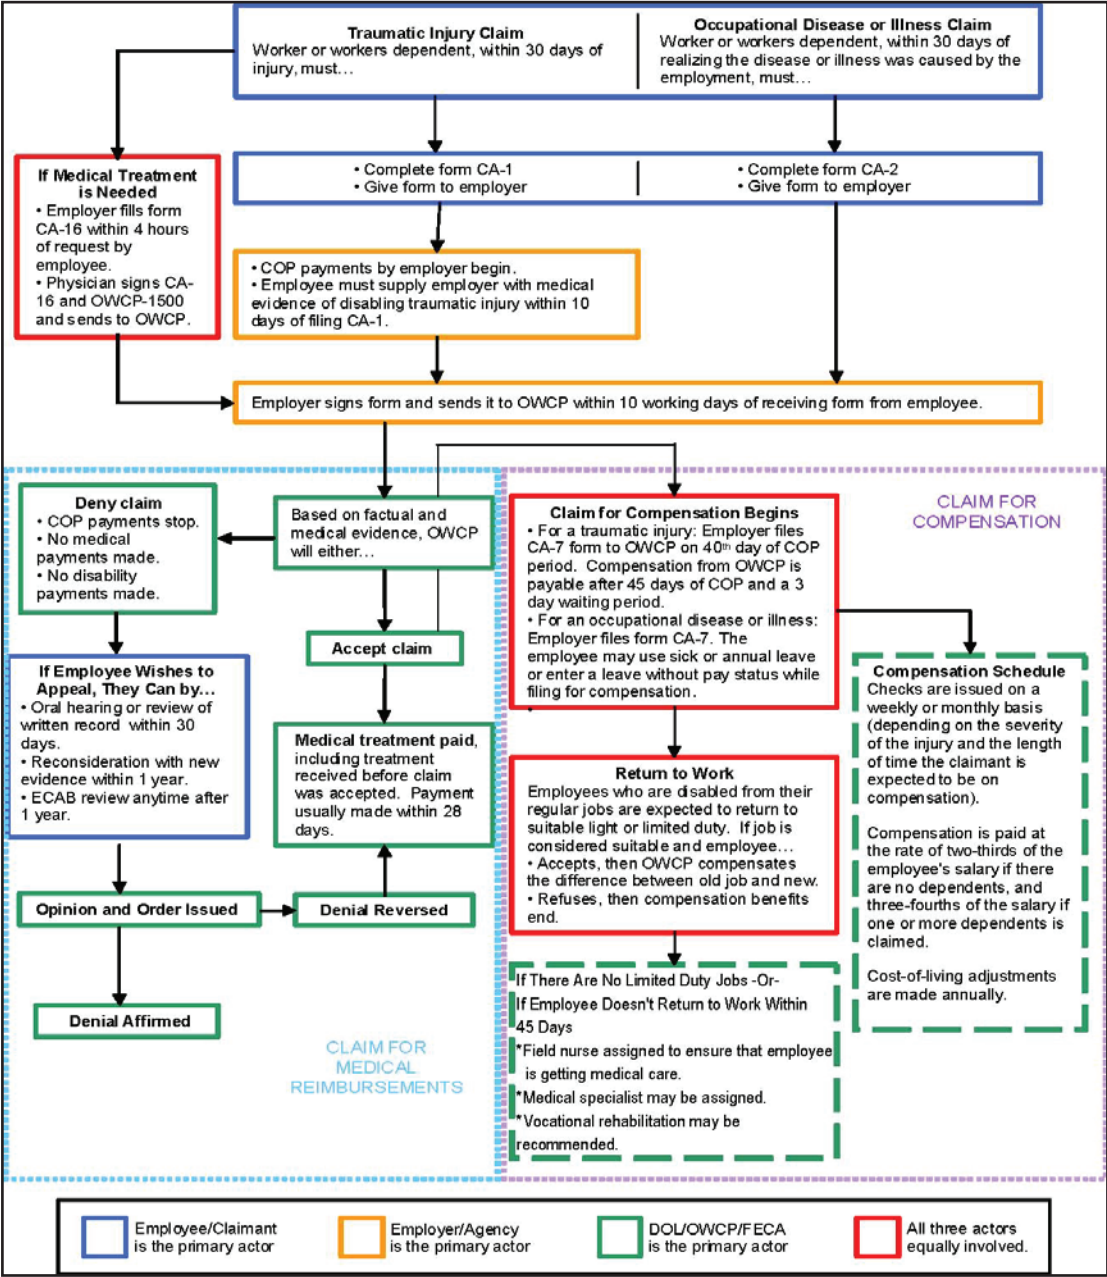 Traumatic Injury Claim
Worker or workers dependent, within 30 days of
injury, must...
Occupational Disease or Illness Claim
Worker or workers dependent, within 30 days of
realizing the disease or illness was caused by the
employment, must...
If Medical Treatment
is Needed
• Employer fills form
CA-16 within 4 hours
of request by
employee.
• Physician signs CA-
16 and OWCP-1500
and sends to OWCP.
• Complete form CA-1
• Give form to employer
• Complete form CA-2
• Give form to employer
• COP payments by employer begin.
• Employee must supply employer with medical
evidence of disabling traumatic injury within 10
days of filing CA-1.
Employer signs form and sends it to OWCP within 10 working days of receiving form from employee.
Deny claim
• COP payments stop.
• No medical
payments made.
• No disability
payments made.
Based on factual and
medical evidence, OWCP
will either...
Accept claim
If Employee Wishes to
Appeal, They Can by...
• Oral hearing or review of
written record within 30
days.
• Reconsideration with new
evidence within 1 year.
• ECAB review anytime after
1 year.
Medical treatment paid,
including treatment
received before claim
was accepted. Payment
usually made within 28
days.
Opinion and Order Issued
Denial Reversed
Denial Affirmed
CLAIM FOR
MEDICAL
REIMBURSEMENTS
CLAIM FOR
COMPENSATION
Claim for Compensation Begins
• For a traumatic injury: Employer files
CA-7 form to OWCP on 40th day of COP
period. Compensation from OWCP is
payable after 45 days of COP and a 3
day waiting period.
• For an occupational disease or illness:
Employer files form CA-7. The
employee may use sick or annual leave
or enter a leave without pay status while
filing for compensation.
•
Return to Work
Employees who are disabled from their
regular jobs are expected to return to
suitable light or limited duty. If job is
considered suitable and employee...
• Accepts, then OWCP compensates
the difference between old job and new.
• Refuses, then compensation benefits
end.
If There Are No Limited Duty Jobs -Or-
If Employee Doesn't Return to Work Within
45 Days
*Field nurse assigned to ensure that employee
is getting medical care.
*Medical specialist may be assigned.
*Vocational rehabilitation may be
recommended.
Compensation Schedule
Checks are issued on a
weekly or monthly basis
(depending on the severity
of the injury and the length
of time the claimant is
expected to be on
compensation).
Compensation is paid at
the rate of two-thirds of the
employee's salary if there
are no dependents, and
three-fourths of the salary if
one or more dependents is
claimed.
Cost-of-living adjustments
are made annually.
Employee/Claimant
is the primary actor
Employer/Agency
is the primary actor
DOL/OWCP/FECA
is the primary actor
All three actors
equally involved.